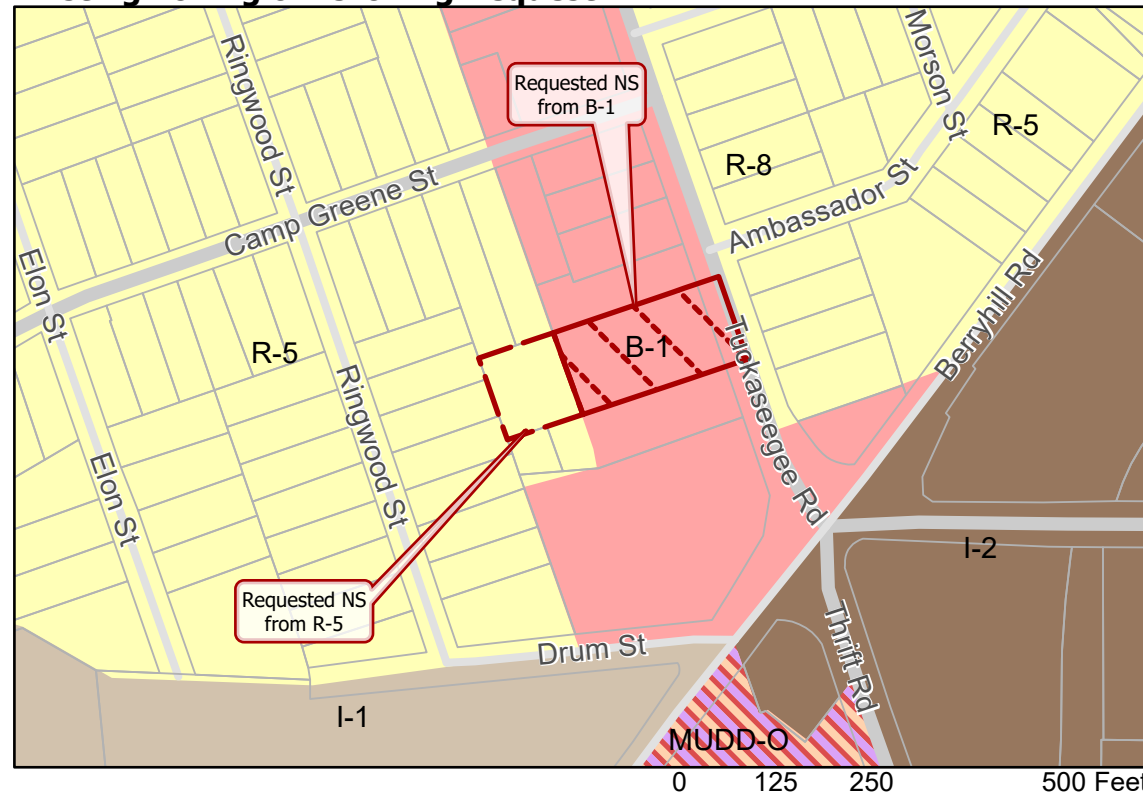 Ringwood St
Morson St
Requested NS
from B-1
R-5
R-8
Camp Greene St
Ambassador St
Elon St
Berryhill Rd
B-1
R-5
Tuckaseegee Rd
Ringwood St
Elon St
I-2
Requested NS
from R-5
Thrift Rd
Drum St
I-1
MUDD-O
0 125 250 500 Feet